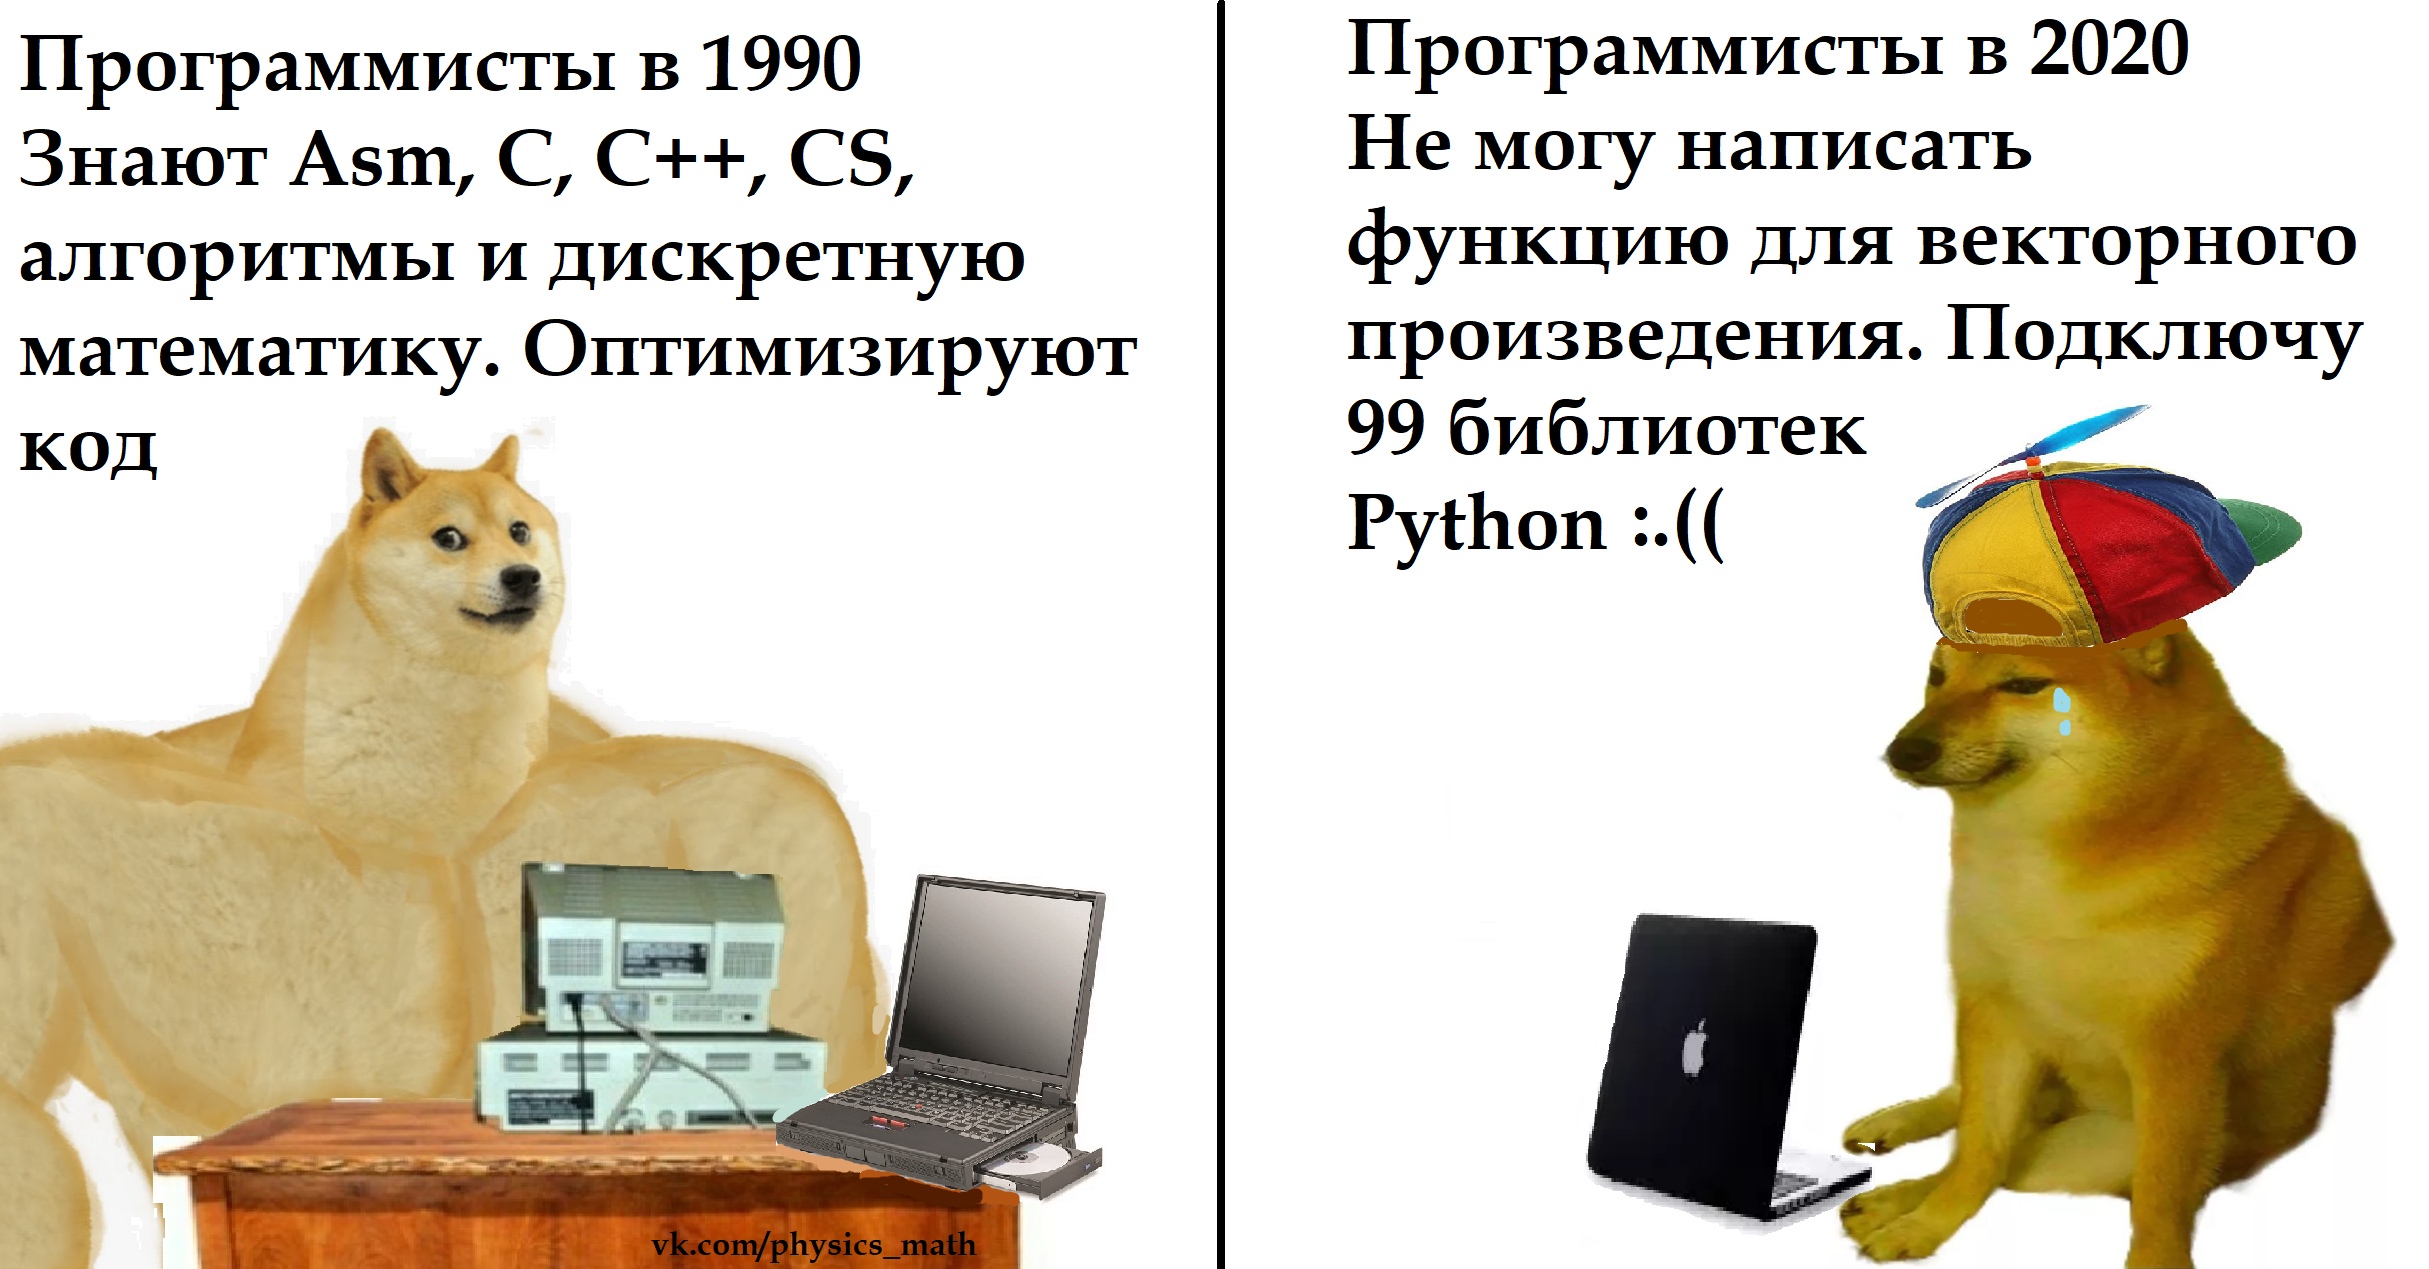 Программисты в 1990
Знают Asm, C, C++, CS,
алгоритмы и дискретную
математику. Оптимизируют
код
Программисты в 2020
Не могу написать
функцию для векторного
произведения. Подключу
99 библиотек
Python :.((
vk.com/physics_math